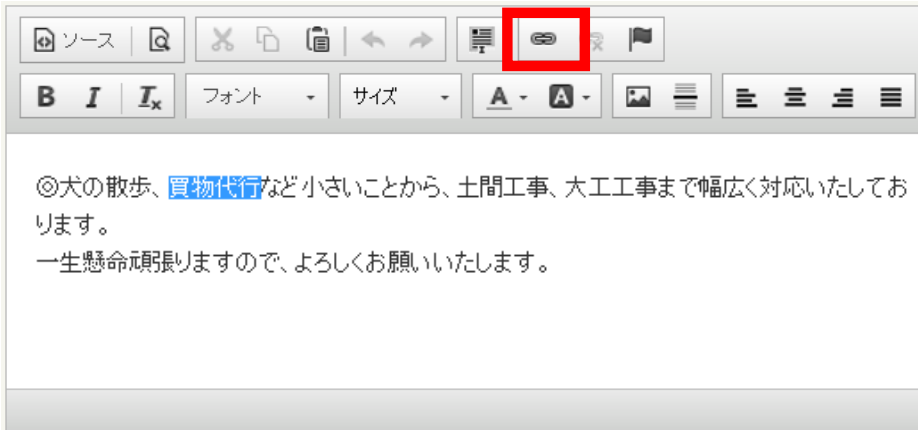 ソース
B I Ix フォント サイズ A A
◎犬の散歩、買物代行など小さいことから、土間工事、大工工事まで幅広く対応いたしてお
ります。
一生懸命頑張りますので、よろしくお願いいたします。